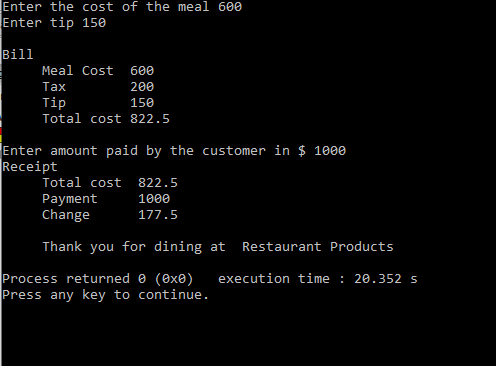 Enter the cost of the meal 600
Enter tip 150
Bill
Meal Cost 600
Tax 200
Tip 150
Total cost 822.5
Enter amount paid by the customer in $ 1000
Receipt
Total cost 822.5
Payment 1000
Change 177.5
Thank you for dining at Restaurant Products
Process returned 0 (0x0) execution time : 20.352 s
Press any key to continue.